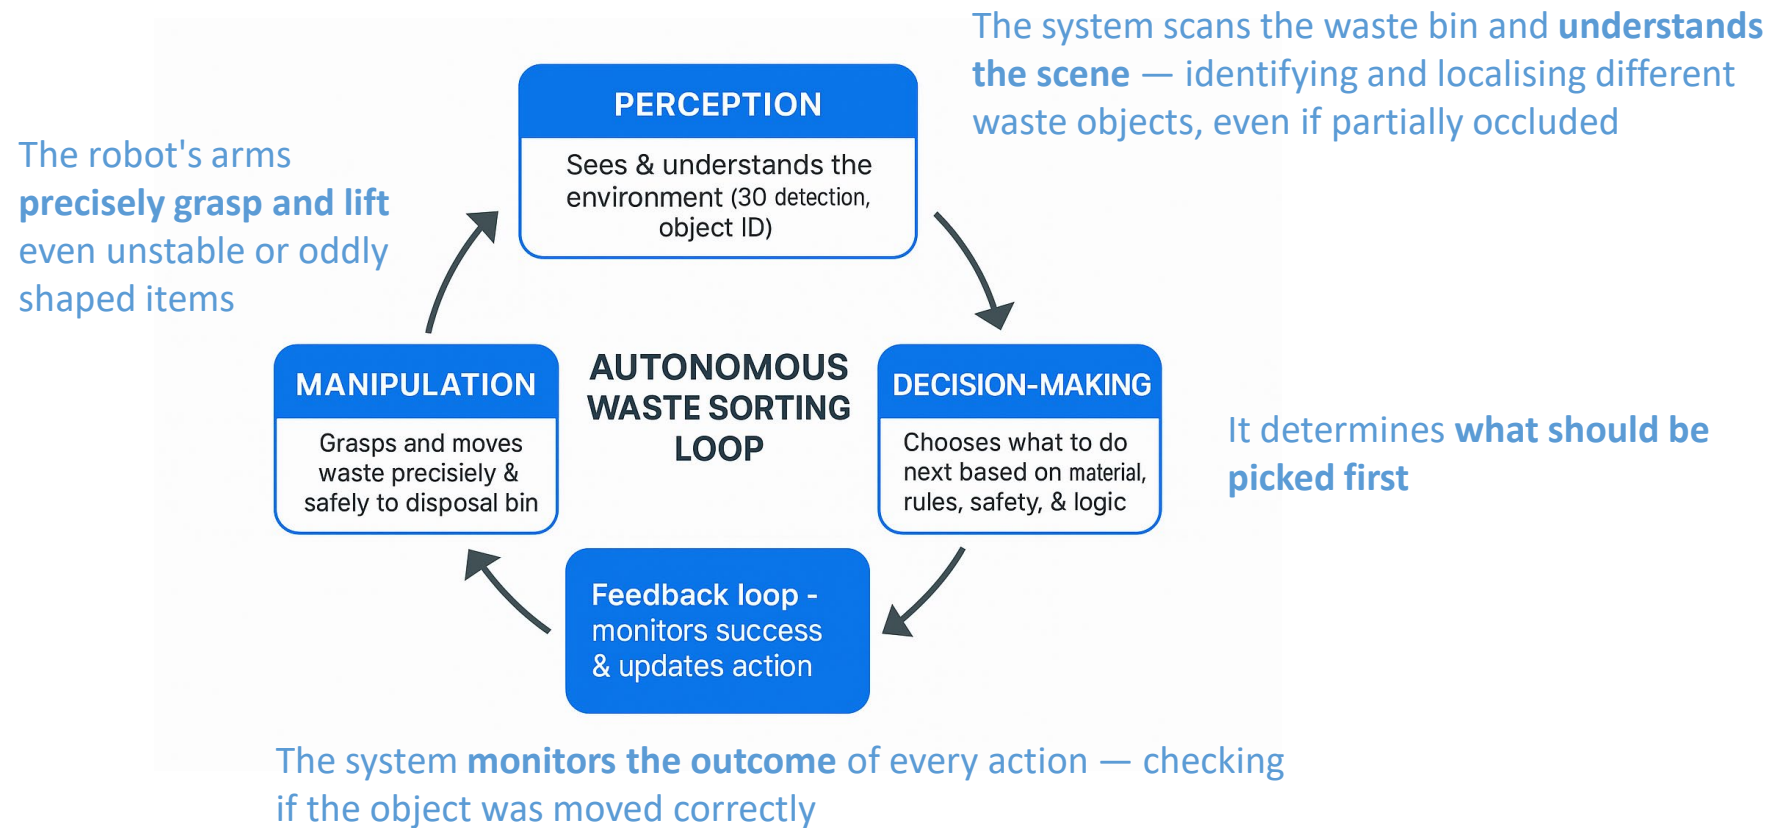 The system scans the waste bin and understands
the scene — identifying and localising different
waste objects, even if partially occluded
PERCEPTION
Sees & understands the
environment (30 detection,
object ID)
The robot's arms
precisely grasp and lift
even unstable or oddly
shaped items
MANIPULATION
Grasps and moves
waste precisiely &
safely to disposal bin
AUTONOMOUS
WASTE SORTING
LOOP
DECISION-MAKING
Chooses what to do
next based on material,
rules, safety, & logic
It determines what should be
picked first
Feedback loop -
monitors success
& updates action
The system monitors the outcome of every action — checking
if the object was moved correctly